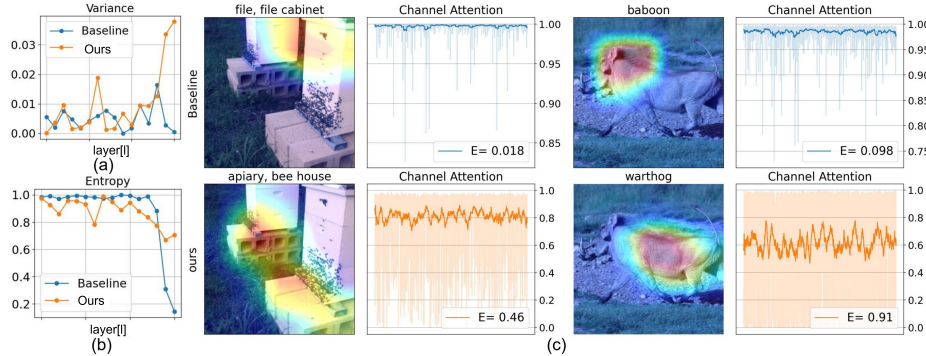 Variance
0.03
0.02
0.01
0.00
Baseline
Ours
layer[l]
(a)
Entropy
1.0
0.8
0.6
0.4
0.2
Baseline
Ours
layer[l]
(b)
Baseline
file, file cabinet
Channel Attention
1.00
0.95
0.90
0.85
E= 0.018
baboon
Channel Attention
1.00
0.95
0.90
0.85
0.80
0.75
E= 0.098
ours
apiary, bee house
Channel Attention
1.0
0.8
0.6
0.4
0.2
0.0
E= 0.46
warthog
Channel Attention
1.0
0.8
0.6
0.4
0.2
0.0
E= 0.91
(c)